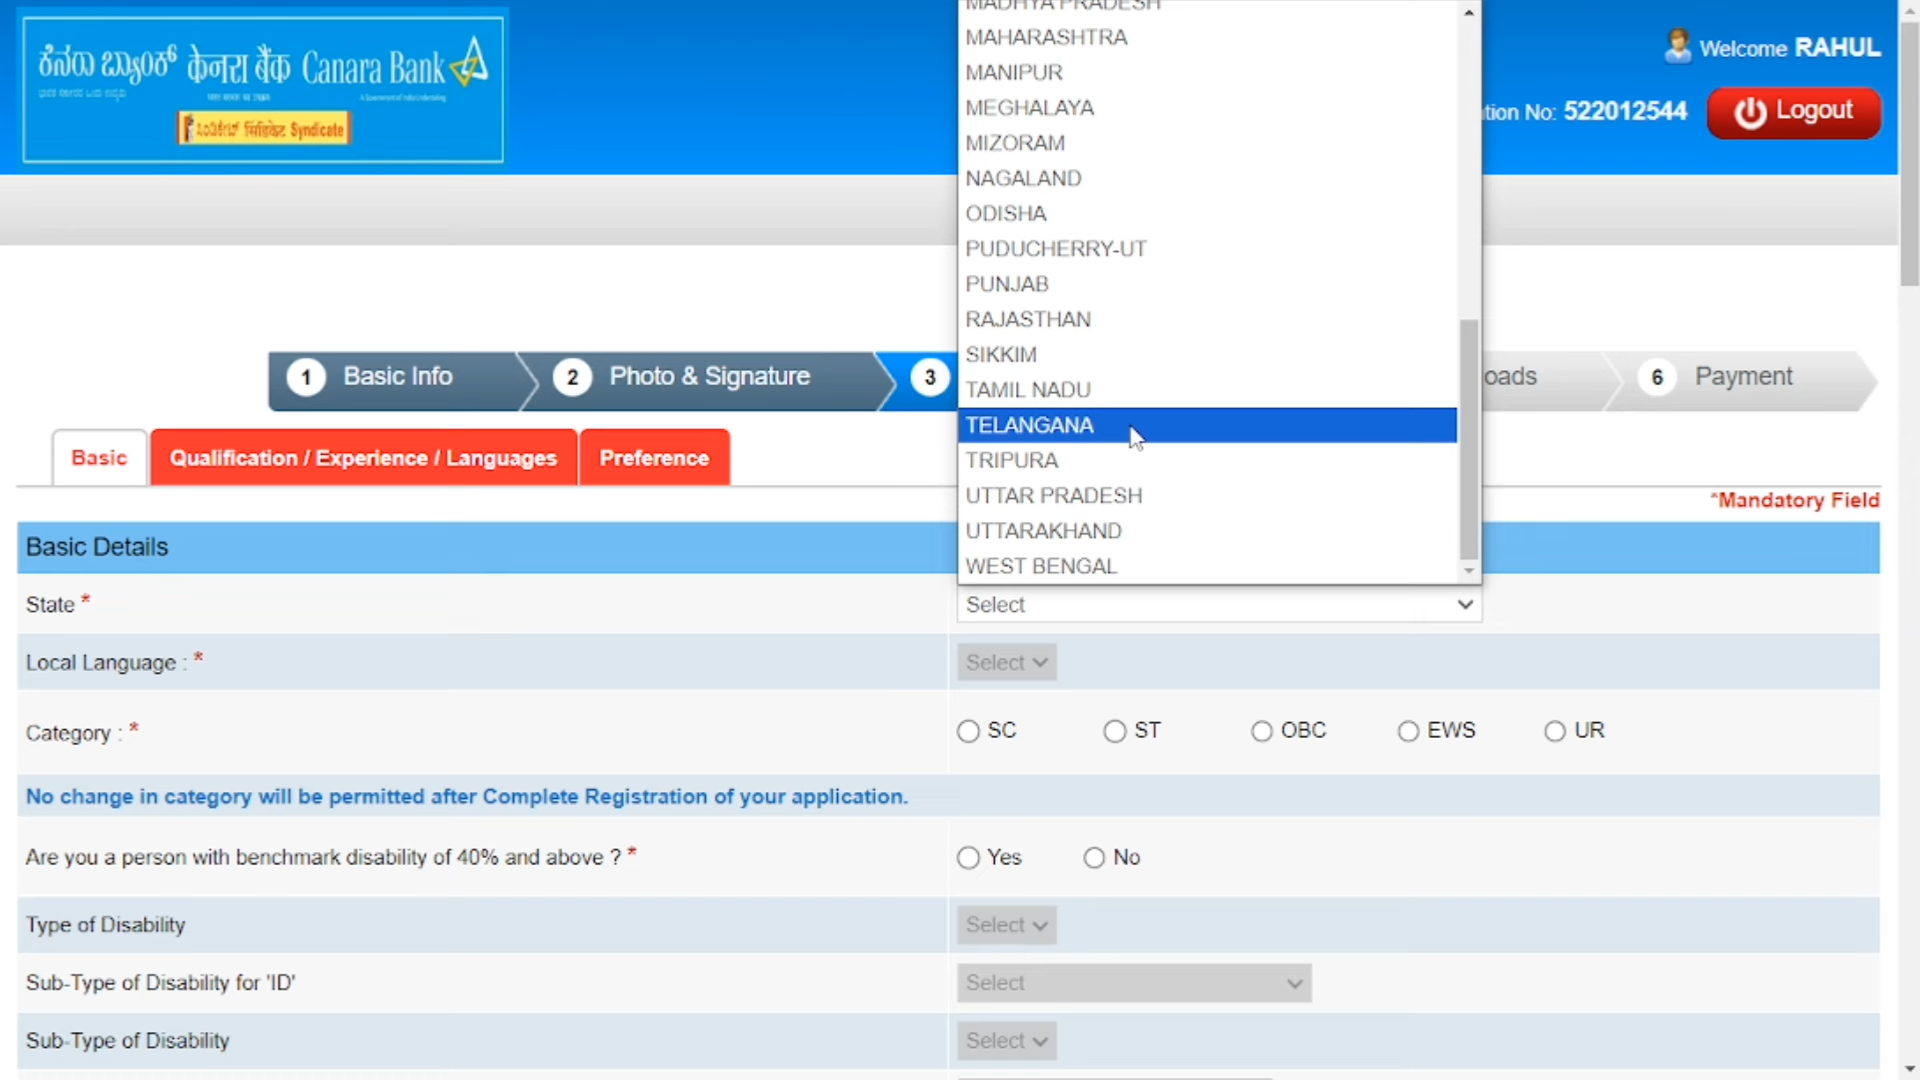 ಕೆನರಾ ಬ್ಯಾಂಕ್ केनरा बैंक Canara Bank
ಸಿಂಡಿಕೇಟ್ सिंडिकेट Syndicate
Welcome RAHUL
tion No: 522012544
Logout
MADHYA PRADESH
MAHARASHTRA
MANIPUR
MEGHALAYA
MIZORAM
NAGALAND
ODISHA
PUDUCHERRY-UT
PUNJAB
RAJASTHAN
SIKKIM
TAMIL NADU
TELANGANA
TRIPURA
UTTAR PRADESH
UTTARAKHAND
WEST BENGAL
1 Basic Info
2 Photo & Signature
3
oads
6 Payment
Basic
Qualification / Experience / Languages
Preference
*Mandatory Field
Basic Details
State *
Select
Local Language : *
Select
Category : *
SC ST OBC EWS UR
No change in category will be permitted after Complete Registration of your application.
Are you a person with benchmark disability of 40% and above ? *
Yes No
Type of Disability
Select
Sub-Type of Disability for 'ID'
Select
Sub-Type of Disability
Select